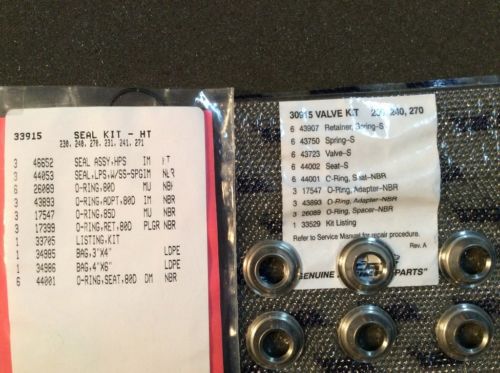 33915 SEAL KIT - HT
230, 240, 270, 231, 241, 271
3 46652 SEAL ASSY,HPS IM HT
3 44053 SEAL,LPS,W/SS-SPG IM NBR
6 26089 O-RING,80D MU NBR
3 43893 O-RING,ADPT,80D IM NBR
3 17547 O-RING,85D MU NBR
3 17399 O-RING,RET,80D PLGR NBR
1 33705 LISTING,KIT
1 34985 BAG,3"X4" LDPE
1 34986 BAG,4"X6" LDPE
6 44001 O-RING,SEAT,80D DM NBR
30915 VALVE KIT 230, 240, 270
6 43907 Retainer, Spring-S
6 43750 Spring-S
6 43723 Valve-S
6 44002 Seat-S
6 44001 O-Ring, Seat-NBR
3 17547 O-Ring, Adapter-NBR
3 43893 O-Ring, Adapter-NBR
3 26089 O-Ring, Spacer-NBR
1 33529 Kit Listing
Refer to Service Manual for repair procedure.
Rev. A
"GENUINE PARTS"